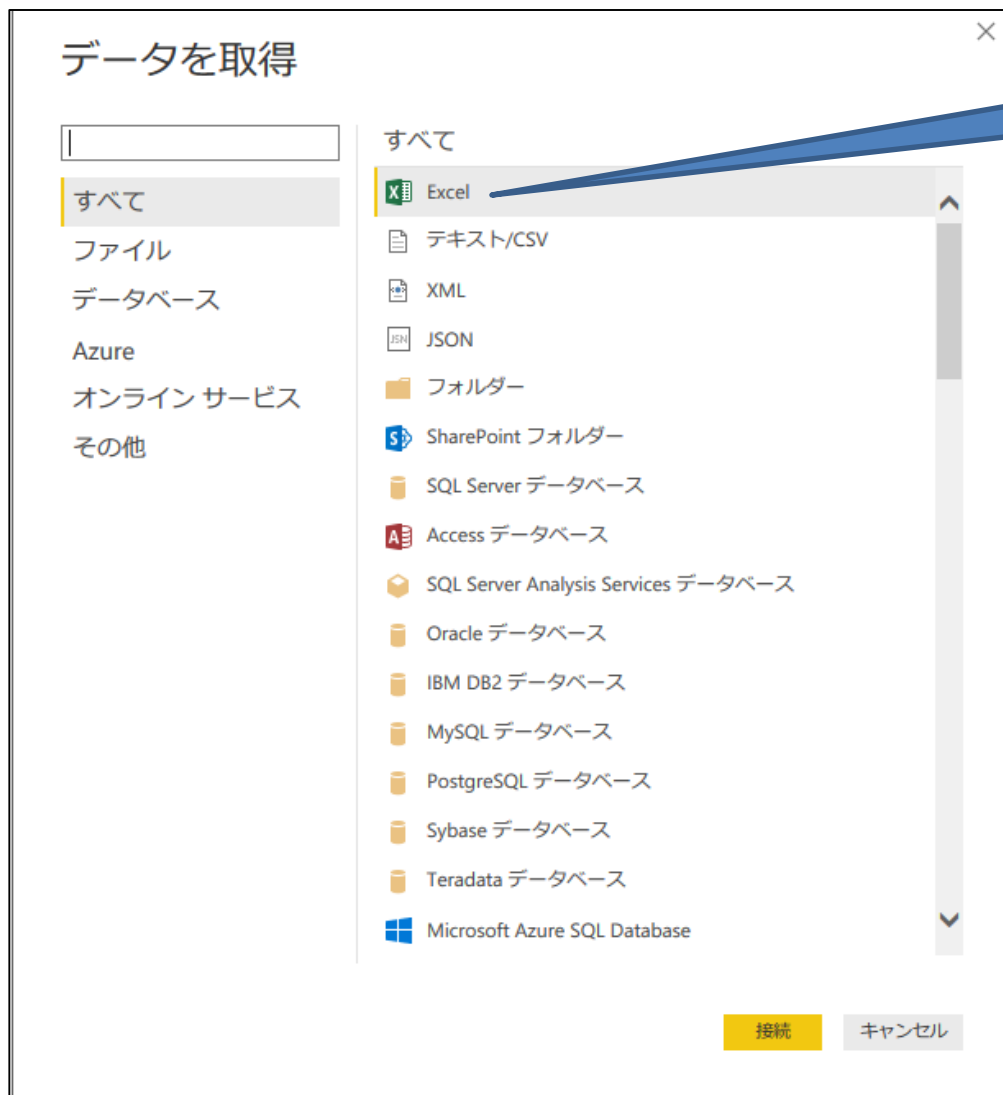 データを取得
すべて
ファイル
データベース
Azure
オンライン サービス
その他
すべて
Excel
テキスト/CSV
XML
JSN JSON
フォルダー
SharePoint フォルダー
SQL Server データベース
Access データベース
SQL Server Analysis Services データベース
Oracle データベース
IBM DB2 データベース
MySQL データベース
PostgreSQL データベース
Sybase データベース
Teradata データベース
Microsoft Azure SQL Database
接続
キャンセル